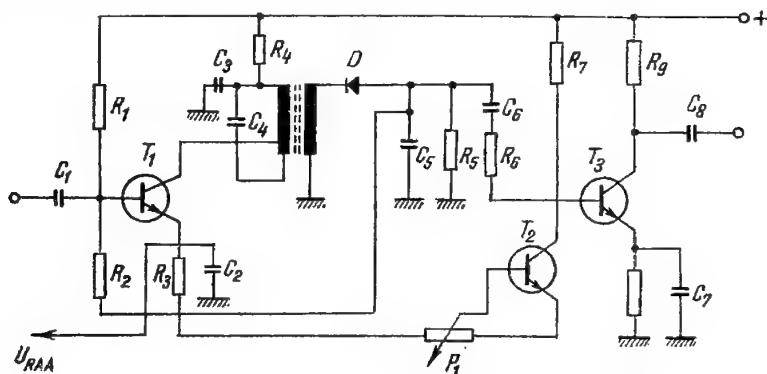 +
R4
C3
D
R7
R9
R1
C4
C6
C8
T1
C5
R5
R6
T3
C1
T2
R2
R3
C2
C7
URAA
P1